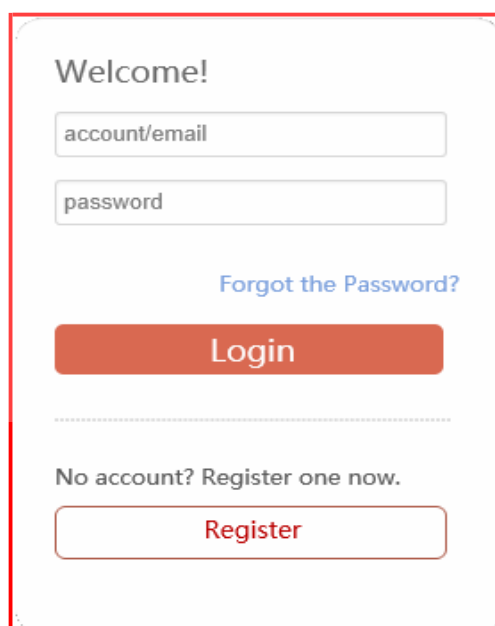 Welcome!
account/email
password
Forgot the Password?
Login
No account? Register one now.
Register